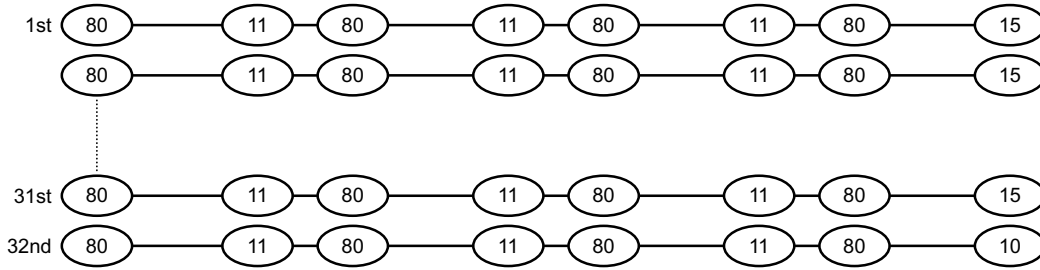 1st 80 11 80 11 80 11 80 15
80 11 80 11 80 11 80 15
31st 80 11 80 11 80 11 80 15
32nd 80 11 80 11 80 11 80 10